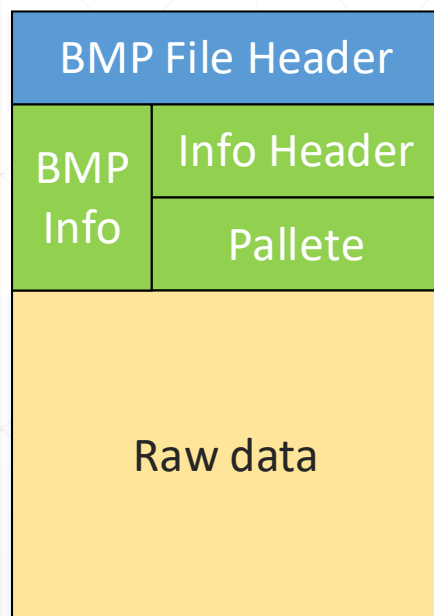 BMP File Header
BMP
Info
Info Header
Pallete
Raw data